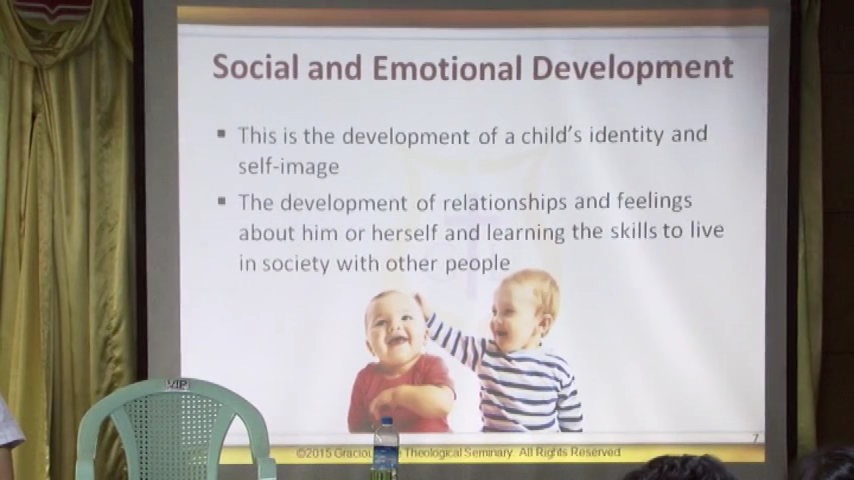 Social and Emotional Development
▪ This is the development of a child's identity and
self-image
▪ The development of relationships and feelings
about him or herself and learning the skills to live
in society with other people
7
©2015 Theological Seminary. All Rights Reserved
VIP